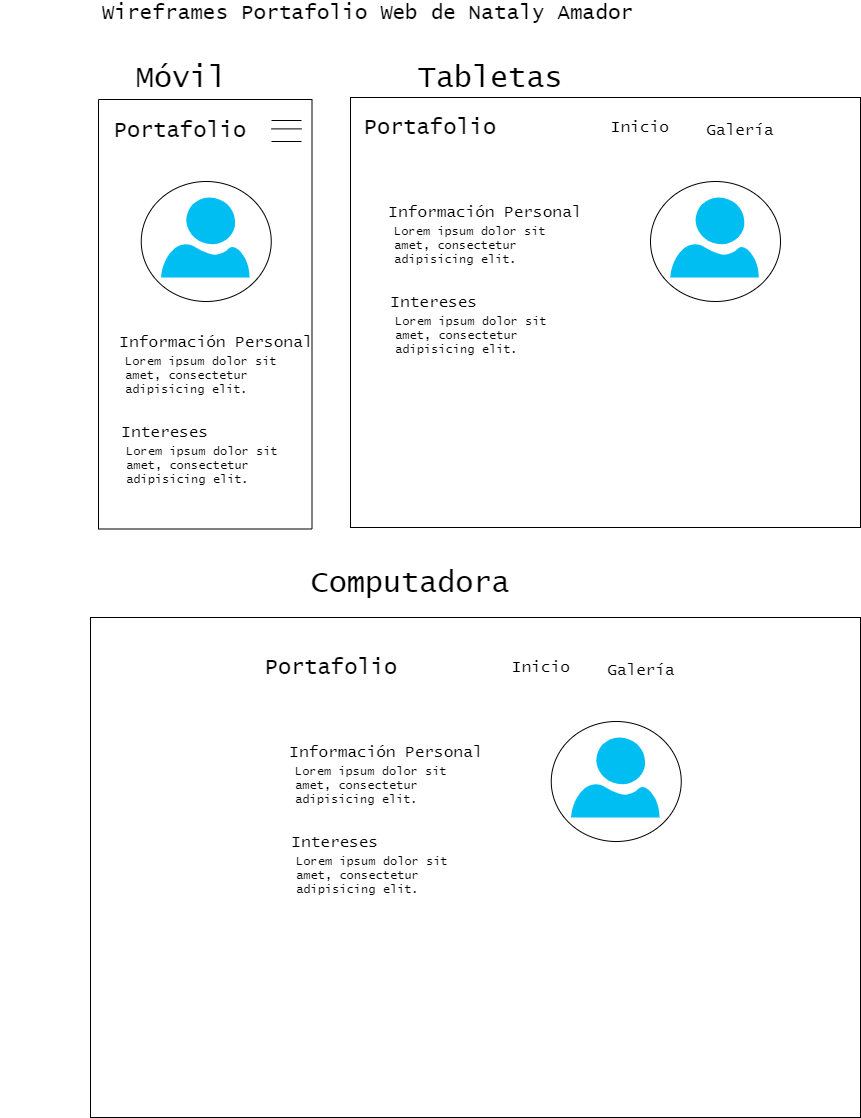 Wireframes Portafolio Web de Nataly Amador
Móvil
Portafolio
Información Personal
Lorem ipsum dolor sit
amet, consectetur
adipisicing elit.
Intereses
Lorem ipsum dolor sit
amet, consectetur
adipisicing elit.
Tabletas
Portafolio
Inicio
Galería
Información Personal
Lorem ipsum dolor sit
amet, consectetur
adipisicing elit.
Intereses
Lorem ipsum dolor sit
amet, consectetur
adipisicing elit.
Computadora
Portafolio
Inicio
Galería
Información Personal
Lorem ipsum dolor sit
amet, consectetur
adipisicing elit.
Intereses
Lorem ipsum dolor sit
amet, consectetur
adipisicing elit.